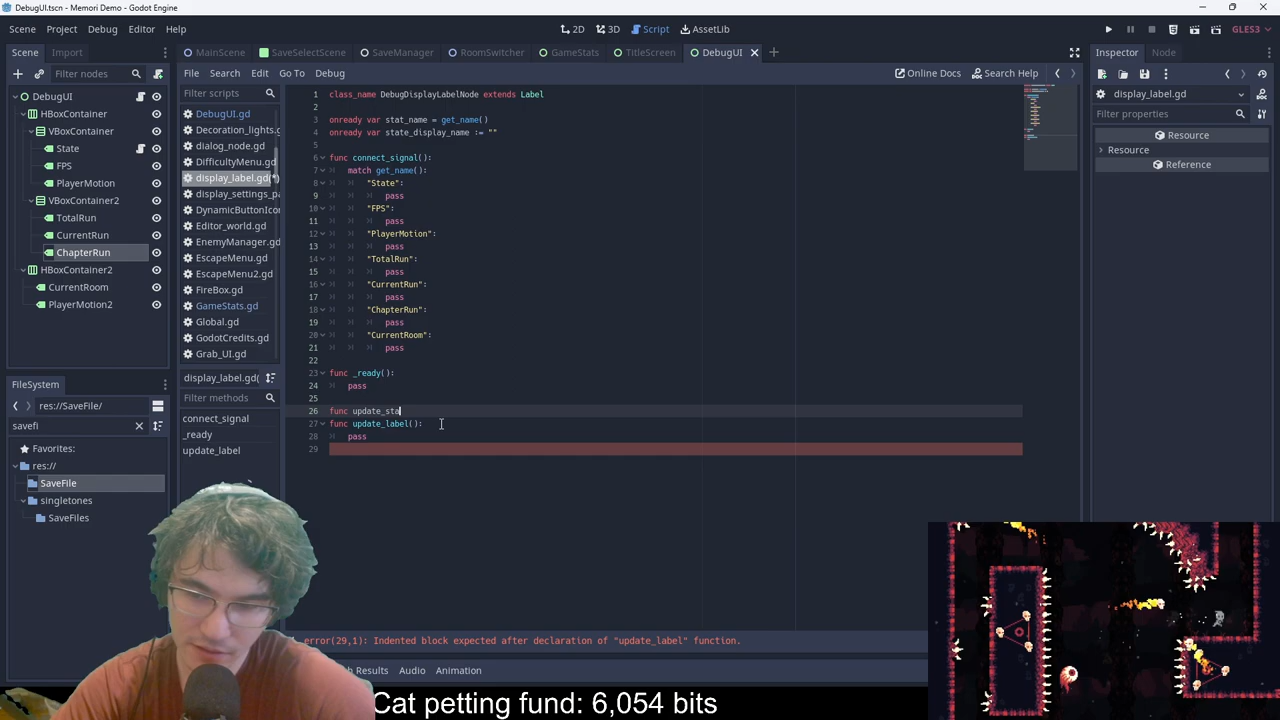 DebugUI.tscn - Memori Demo - Godot Engine
Scene Project Debug Editor Help
2D 3D Script AssetLib
GLES3
Scene Import
MainScene SaveSelectScene SaveManager RoomSwitcher GameStats TitleScreen DebugUI
Inspector Node
Filter nodes
File Search Edit Go To Debug
Online Docs Search Help
DebugUI
HBoxContainer
VBoxContainer
State
FPS
PlayerMotion
VBoxContainer2
TotalRun
CurrentRun
ChapterRun
HBoxContainer2
CurrentRoom
PlayerMotion2
FileSystem
res://SaveFile/
savefi
Favorites:
res://
SaveFile
singletones
SaveFiles
Filter scripts
DebugUI.gd
Decoration_lights.g
dialog_node.gd
DifficultyMenu.gd
display_label.gd(*)
display_settings_pa
DynamicButtonIcon
Editor_world.gd
EnemyManager.gd
EscapeMenu.gd
EscapeMenu2.gd
FireBox.gd
GameStats.gd
Global.gd
GodotCredits.gd
Grab_UI.gd
display_label.gd(
Filter methods
connect_signal
_ready
update_label
1 class_name DebugDisplayLabelNode extends Label
2
3 onready var stat_name = get_name()
4 onready var state_display_name := ""
5
6 func connect_signal():
7 match get_name():
8 "State":
9 pass
10 "FPS":
11 pass
12 "PlayerMotion":
13 pass
14 "TotalRun":
15 pass
16 "CurrentRun":
17 pass
18 "ChapterRun":
19 pass
20 "CurrentRoom":
21 pass
22
23 func _ready():
24 pass
25
26 func update_sta
27 func update_label():
28 pass
29
error(29,1): Indented block expected after declaration of "update_label" function.
h Results Audio Animation
display_label.gd
Filter properties
Resource
Resource
Reference
Cat petting fund: 6,054 bits